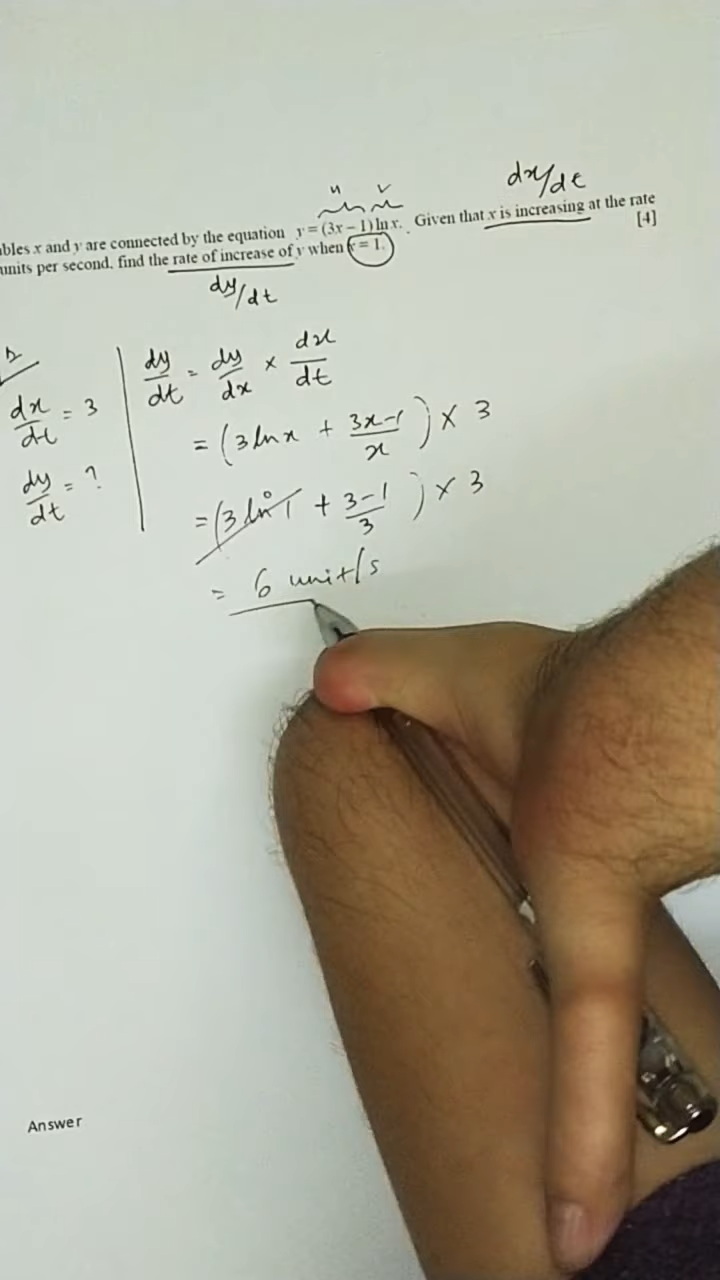 u v dx/dt
bles x and y are connected by the equation y = (3x − 1) ln x. Given that x is increasing at the rate
units per second, find the rate of increase of y when x = 1. [4]
dy/dt
dx/dt = 3
dy/dt = ?
dy/dt = dy/dx × dx/dt
= (3 ln x + 3x-1/x) × 3
= (3 ln 1 0 + 3-1/3) × 3
= 6 unit/s
Answer